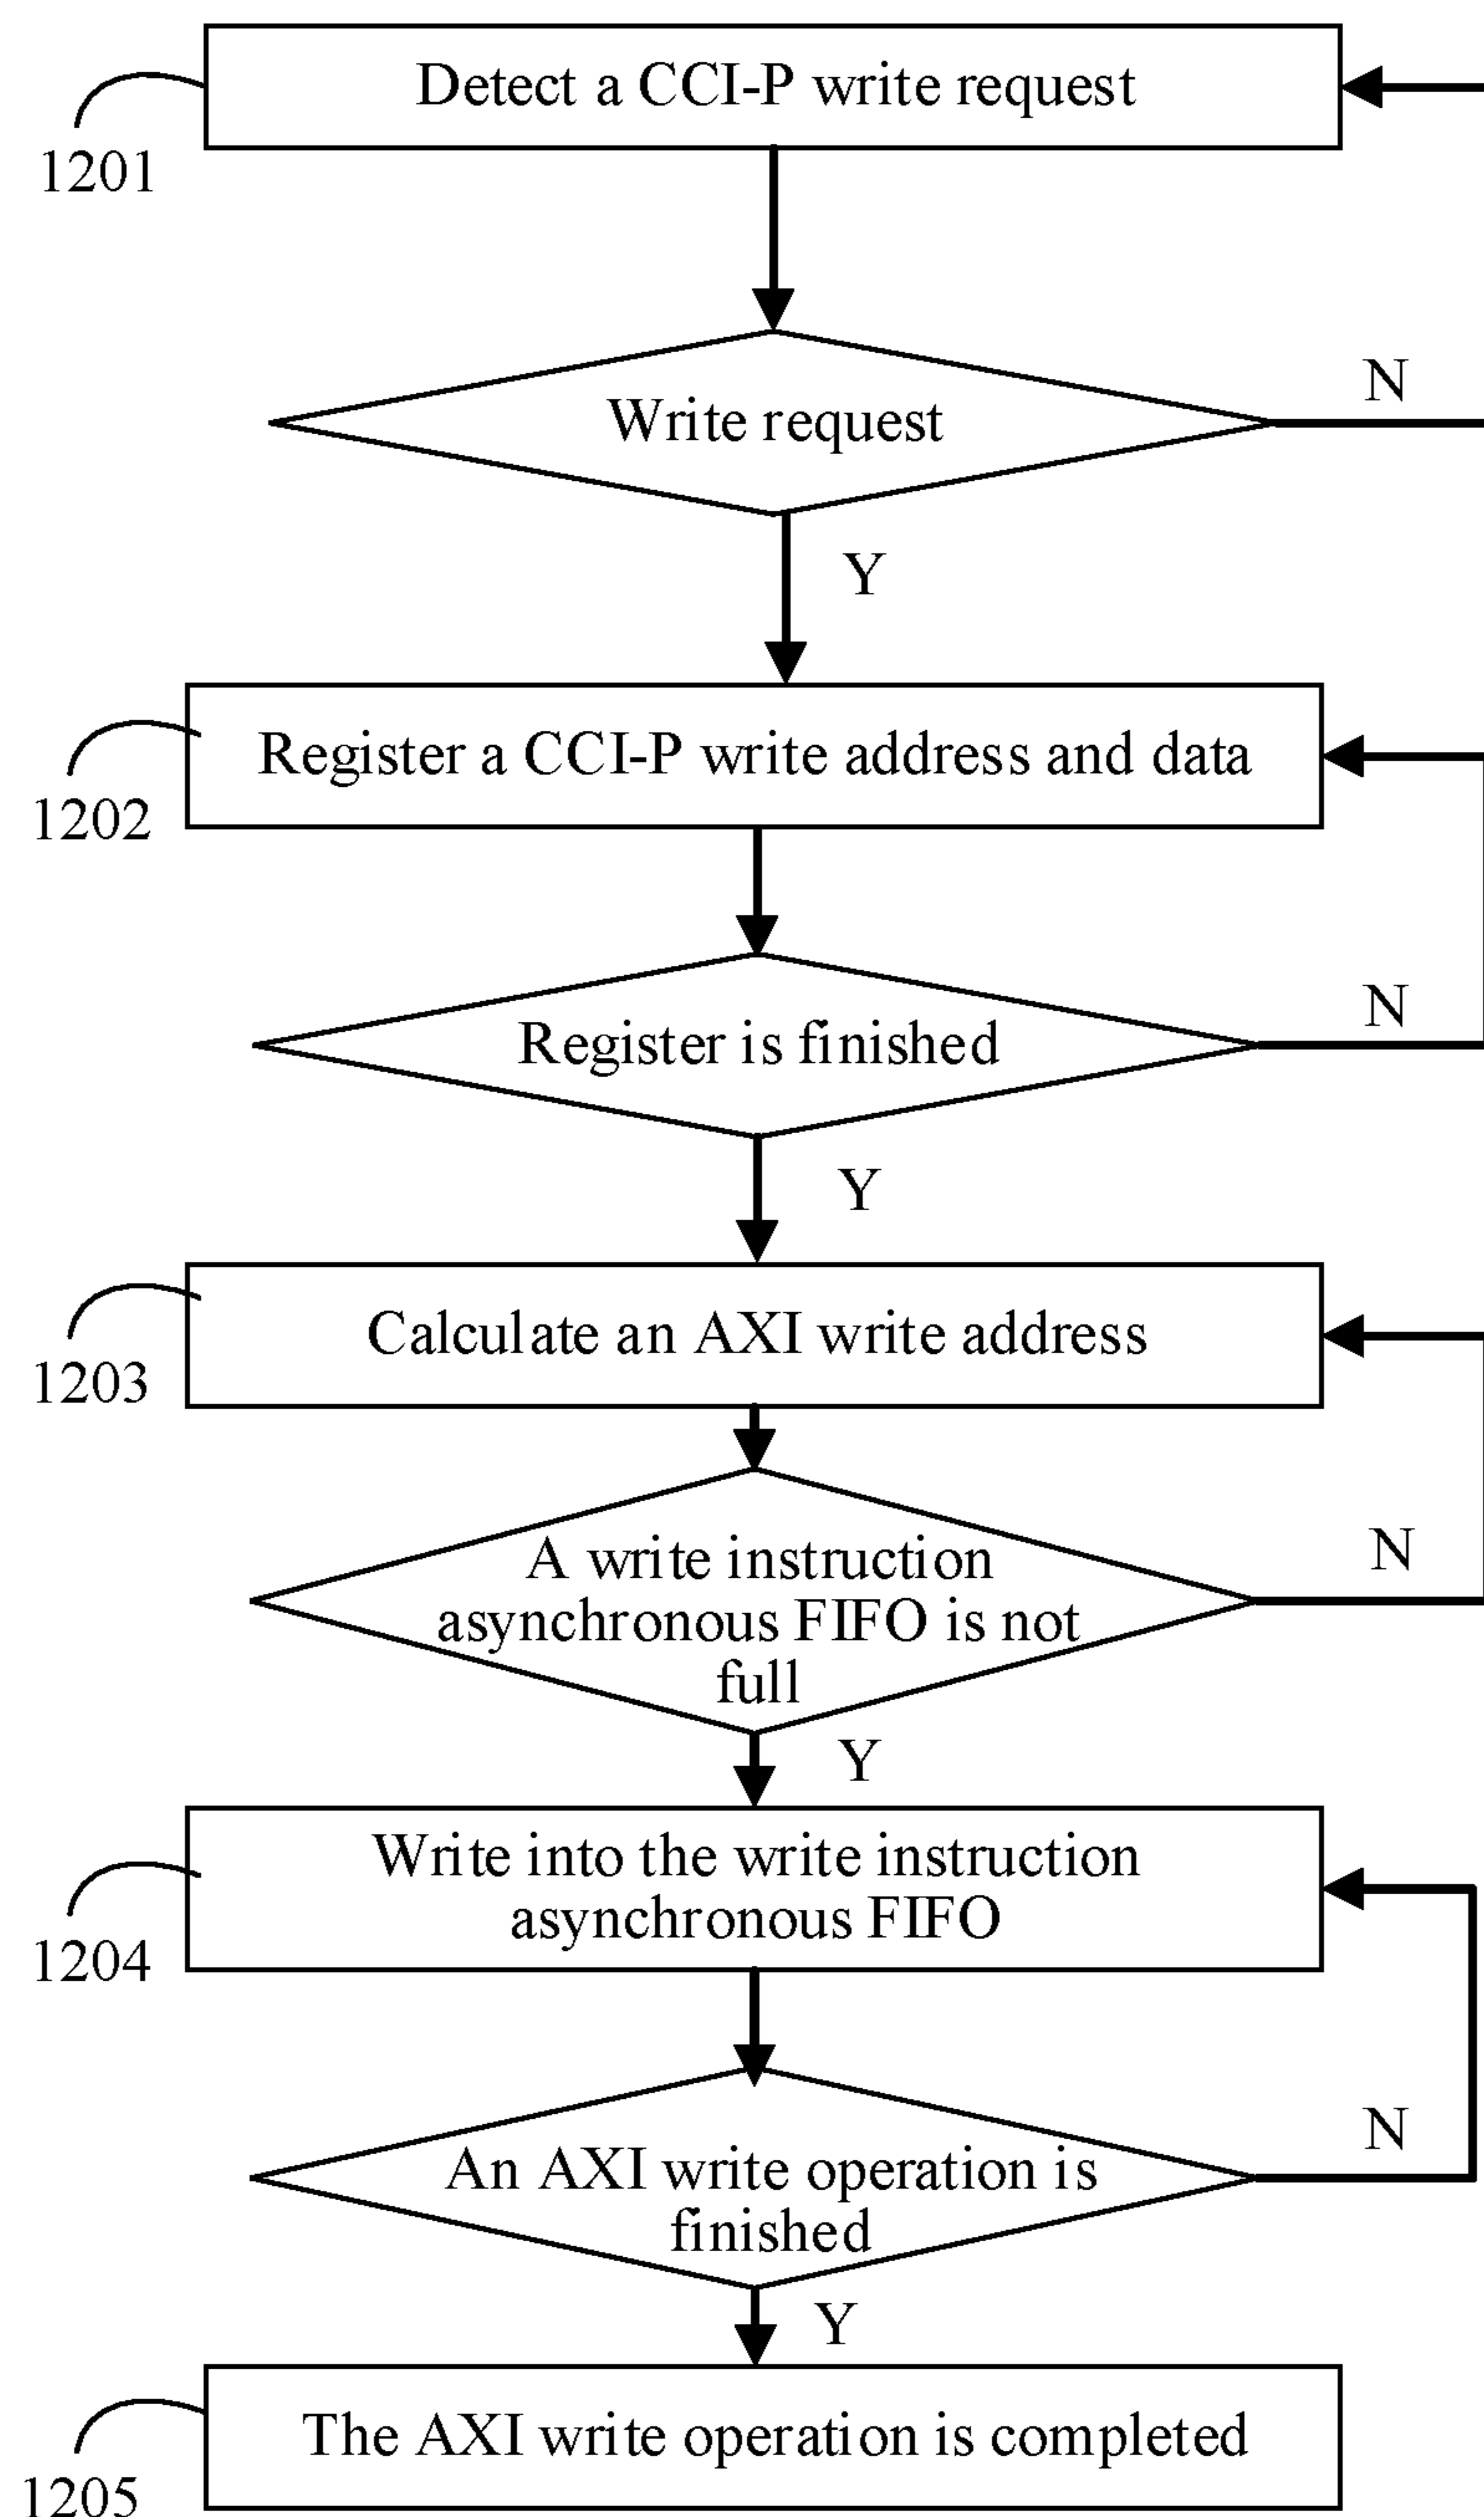 Detect a CCI-P write request
1201
Write request
N
Y
Register a CCI-P write address and data
1202
Register is finished
N
Y
Calculate an AXI write address
1203
A write instruction
asynchronous FIFO is not
full
N
Y
Write into the write instruction
asynchronous FIFO
1204
An AXI write operation is
finished
N
Y
The AXI write operation is completed
1205